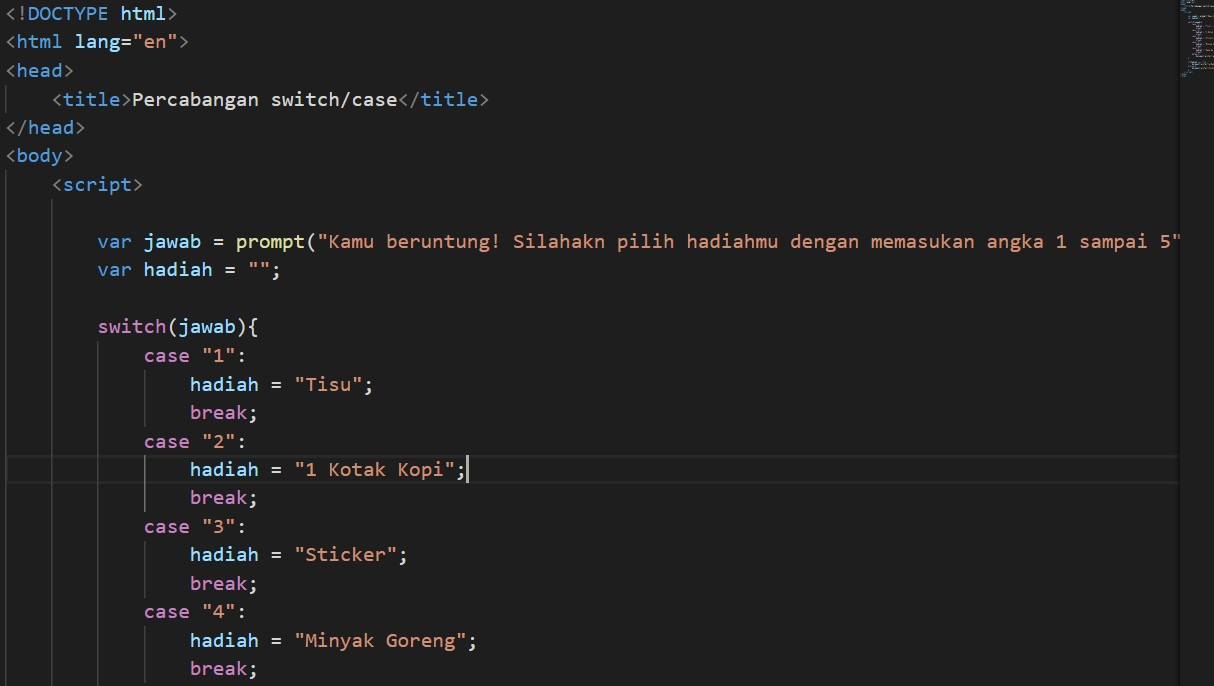 <!DOCTYPE html>
<html lang="en">
<head>
    <title>Percabangan switch/case</title>
</head>
<body>
    <script>

        var jawab = prompt("Kamu beruntung! Silahakn pilih hadiahmu dengan memasukan angka 1 sampai 5"
        var hadiah = "";

        switch(jawab){
            case "1":
                hadiah = "Tisu";
                break;
            case "2":
                hadiah = "1 Kotak Kopi";
                break;
            case "3":
                hadiah = "Sticker";
                break;
            case "4":
                hadiah = "Minyak Goreng";
                break;